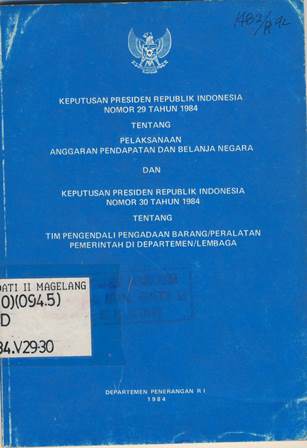 KEPUTUSAN PRESIDEN REPUBLIK INDONESIA
NOMOR 29 TAHUN 1984
TENTANG
PELAKSANAAN
ANGGARAN PENDAPATAN DAN BELANJA NEGARA
DAN
KEPUTUSAN PRESIDEN REPUBLIK INDONESIA
NOMOR 30 TAHUN 1984
TENTANG
TIM PENGENDALI PENGADAAN BARANG/PERALATAN
PEMERINTAH DI DEPARTEMEN/LEMBAGA
DATI II MAGELANG
0)(094.5)
D
84.V29-30
DEPARTEMEN PENERANGAN R I
1984